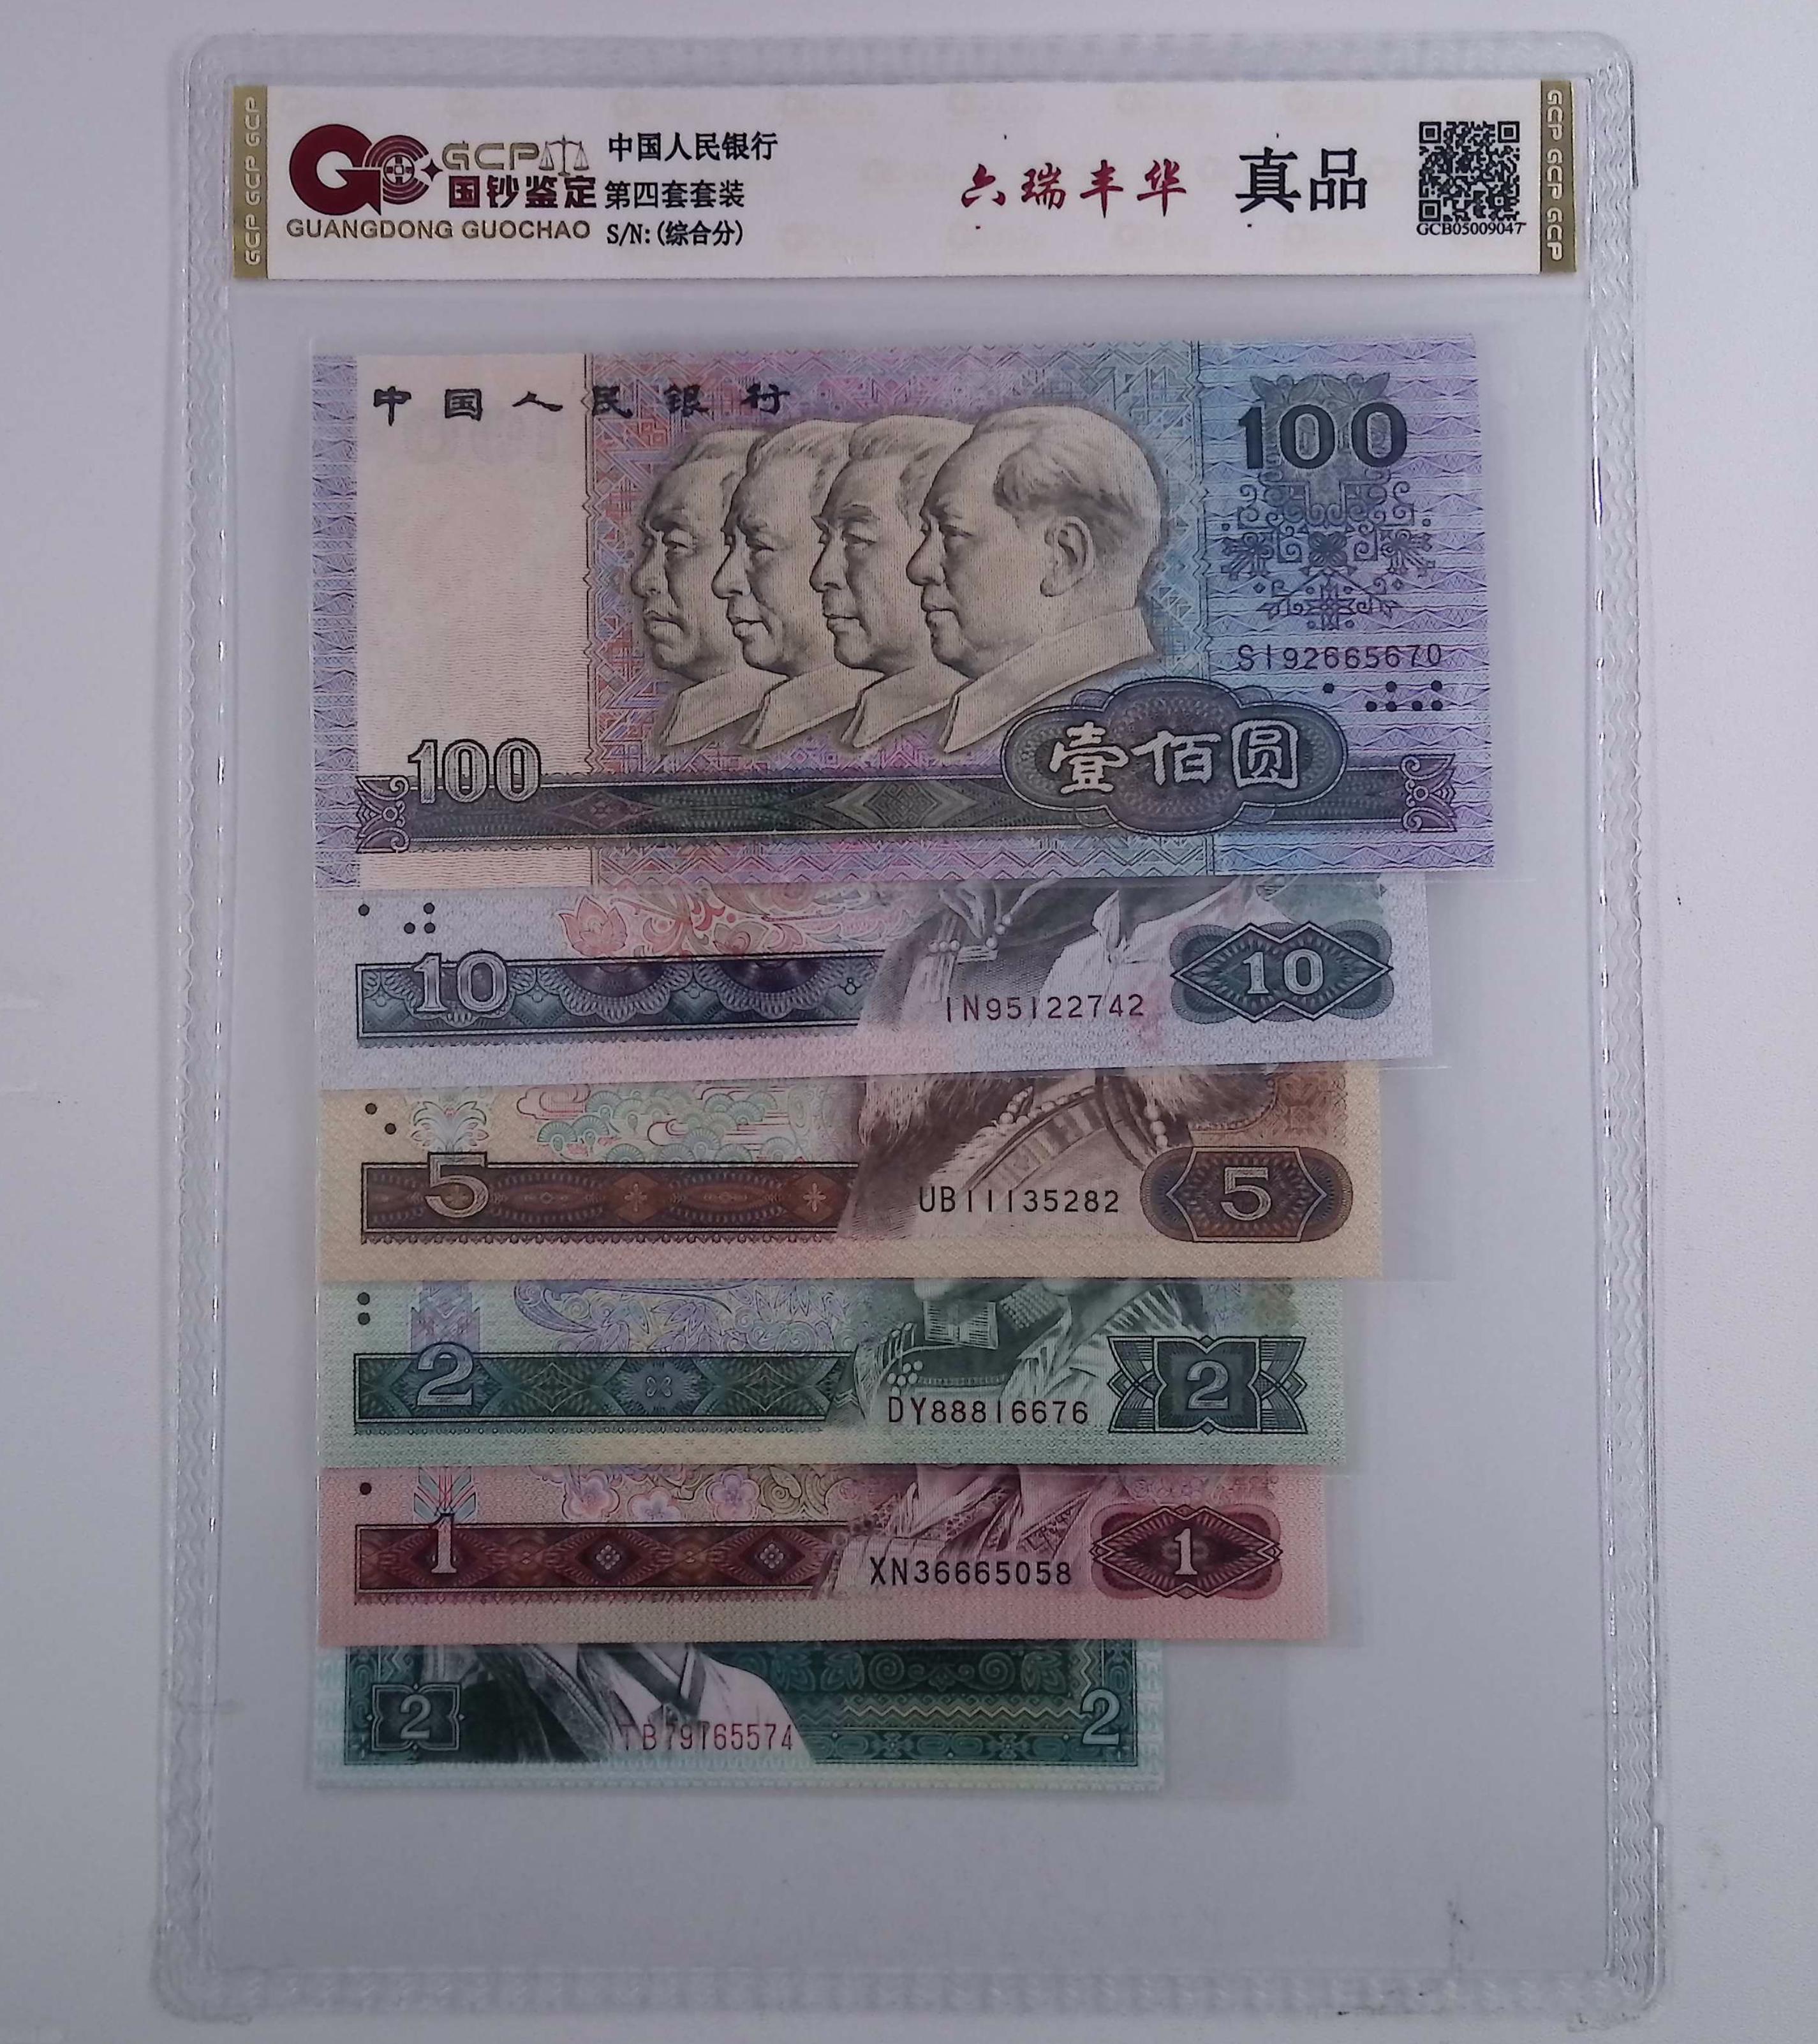 GCP GCP GCP
GCP
国钞鉴定
GUANGDONG GUOCHAO
中国人民银行
第四套套装
S/N: (综合分)
六瑞丰华
真品
GCB05009047
GCP GCP GCP
中国人民银行
100
SI92665670
100
壹佰圆
10
IN95122742
10
5
UB11135282
5
2
DY88816676
2
1
XN36665058
1
2
TB79765574
2